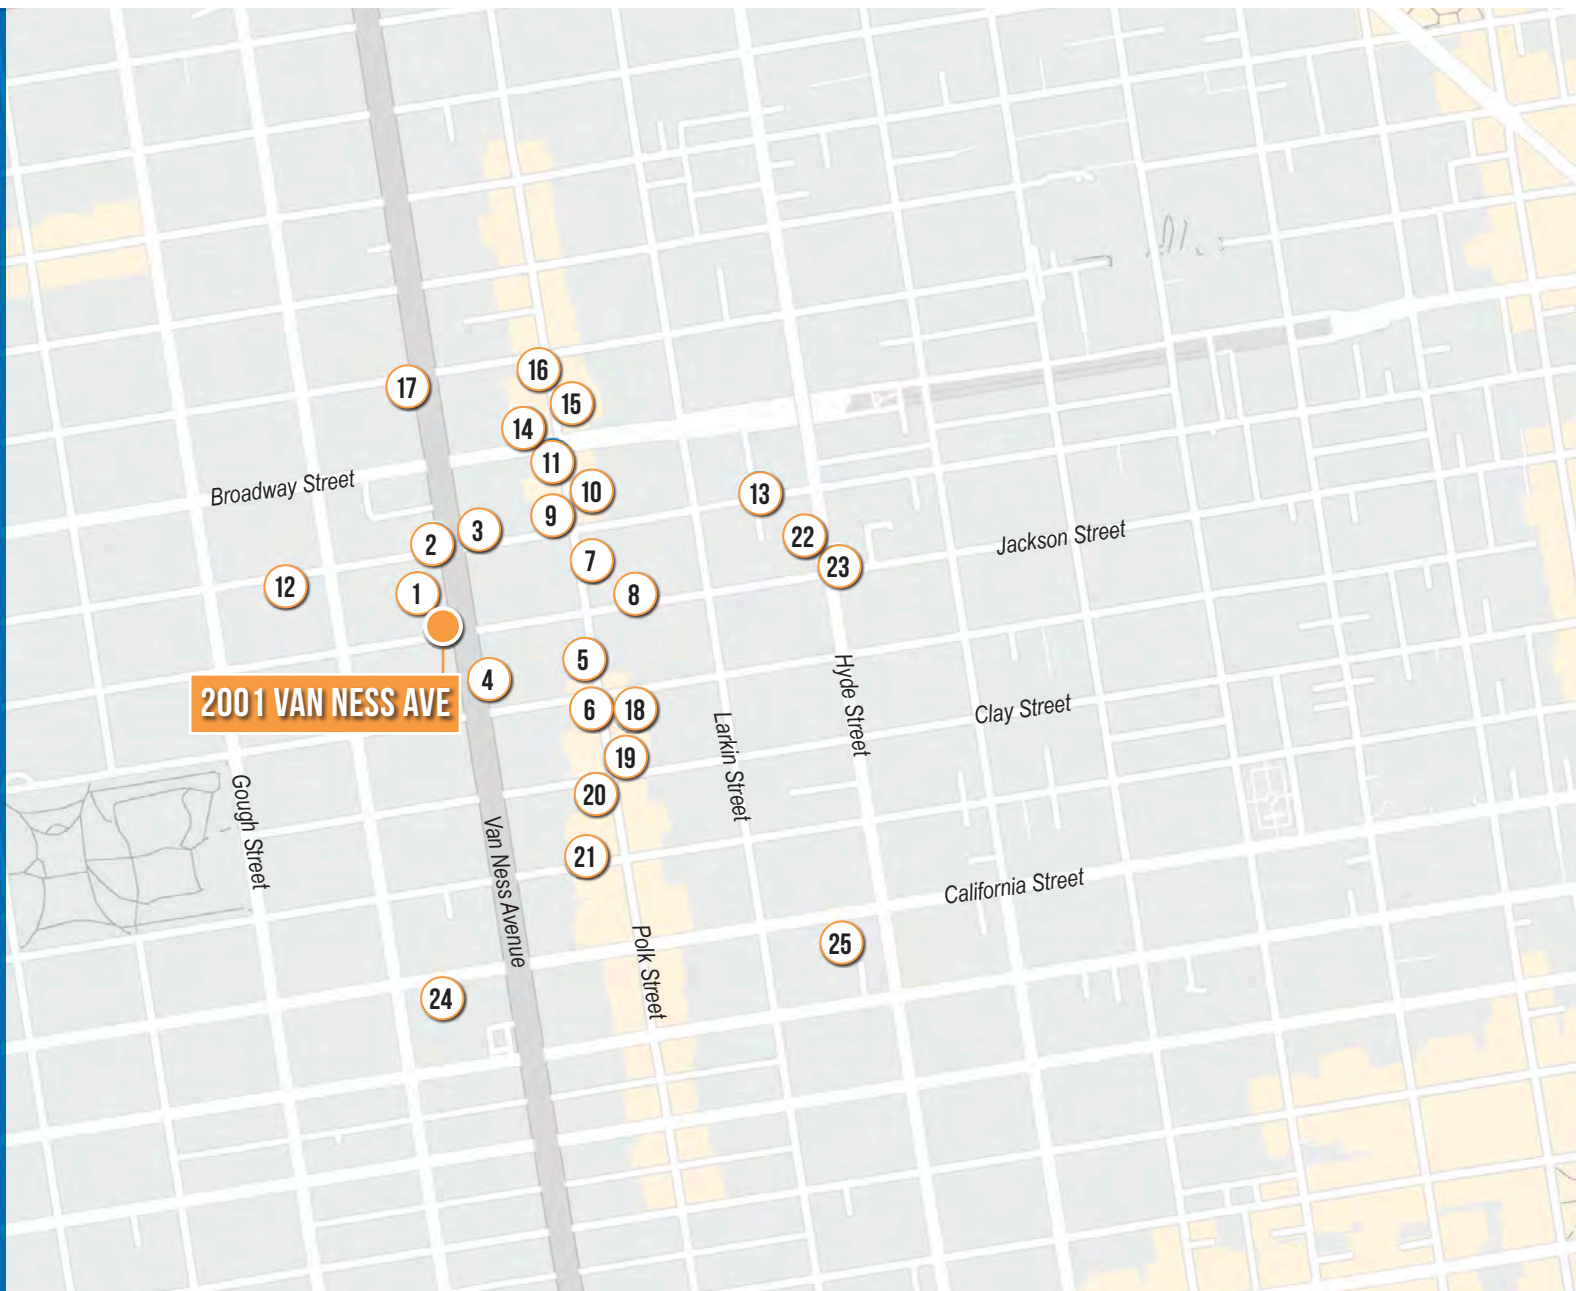 16
17
15
14
11
Broadway Street
10
13
9
3
2
22
Jackson Street
7
23
12
1
8
5
4
2001 VAN NESS AVE
6
18
Hyde Street
Clay Street
Larkin Street
19
20
Gough Street
Van Ness Avenue
21
California Street
Polk Street
25
24